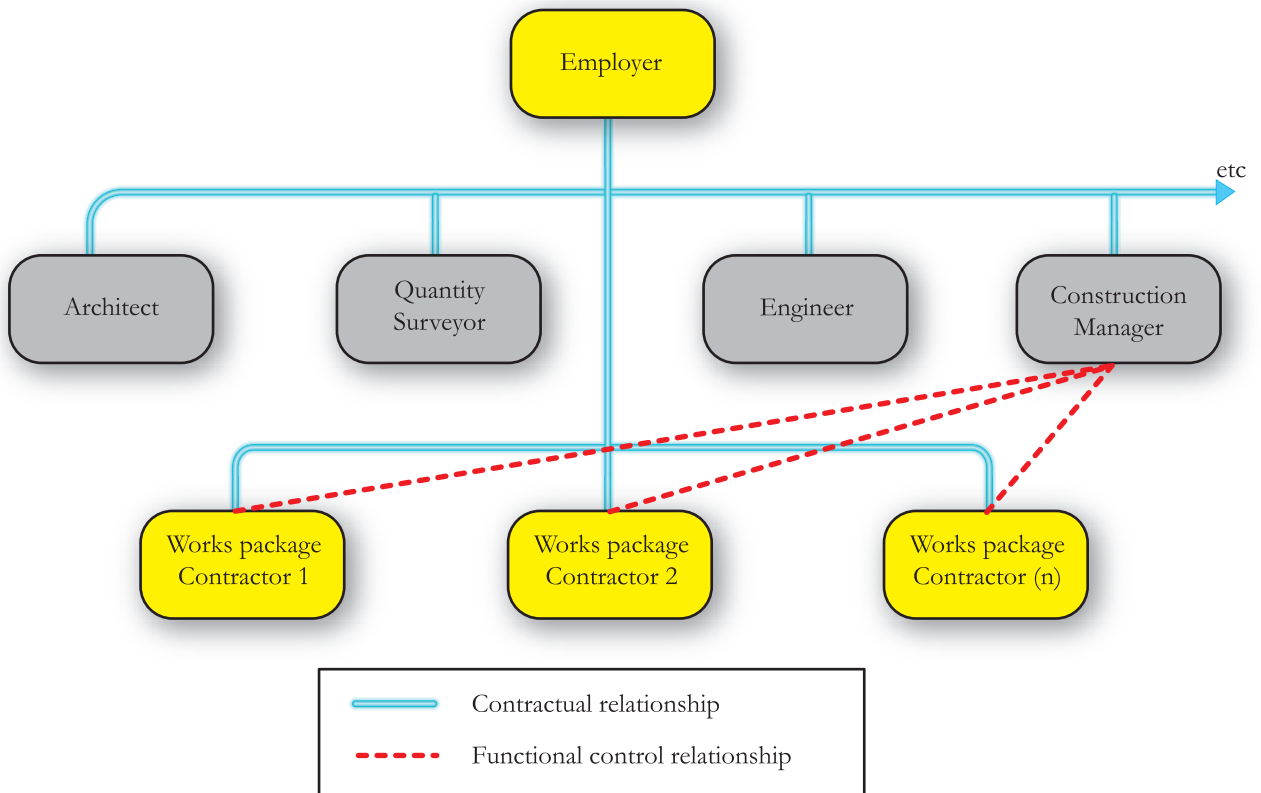 Employer
etc
Architect
Quantity
Surveyor
Engineer
Construction
Manager
Works package
Contractor 1
Works package
Contractor 2
Works package
Contractor (n)
Contractual relationship
Functional control relationship